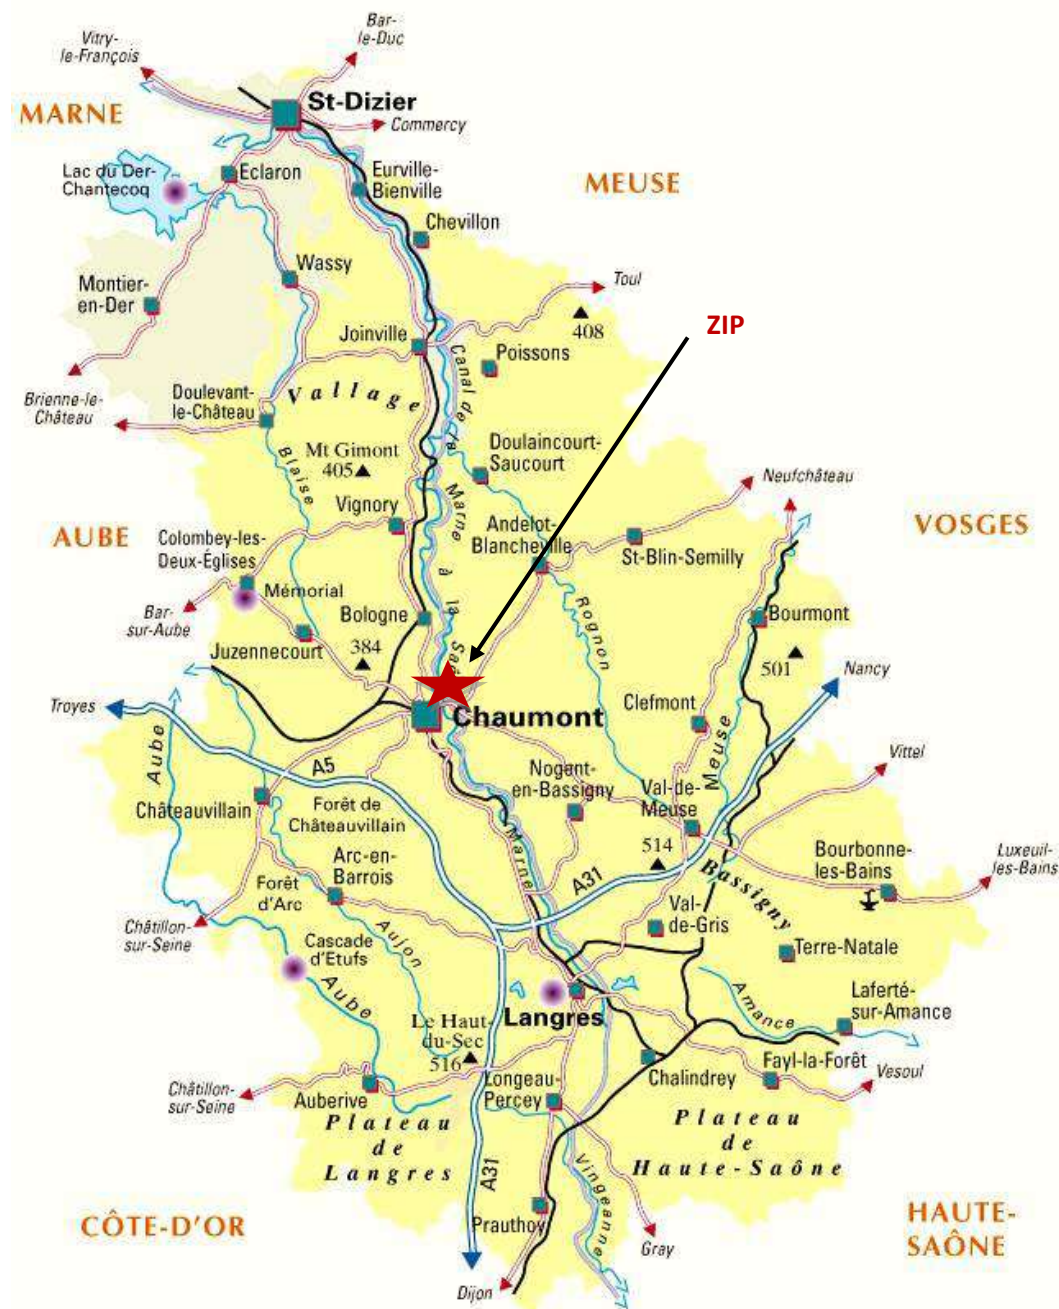 Bar-
le-Duc
Vitry-
le-François
St-Dizier
MARNE
Commercy
Lac du Der-
Chantecoq
Eclaron
Eurville-
Bienville
MEUSE
Chevillon
Wassy
Montier-
en-Der
Toul
408
ZIP
Joinville
Poissons
Canal de la Marne à la Saô
Brienne-le-
Château
Doulevant-
le-Château
Vallage
Mt Gimont
405
Blaise
Doulaincourt-
Saucourt
Neufchâteau
Vignory
Andelot-
Blancheville
AUBE
VOSGES
Colombey-les-
Deux-Églises
St-Blin-Semilly
Mémorial
Bar-
sur-Aube
Bologne
Rognon
Bourmont
Juzennecourt
384
501
Nancy
Troyes
Chaumont
Clefmont
Aube
Meuse
Vittel
A5
Nogent-
en-Bassigny
Val-de-
Meuse
Châteauvillain
Forêt de
Châteauvillain
Marne
514
Bourbonne-
les-Bains
Luxeuil-
les-Bains
Arc-en-
Barrois
A31
Bassigny
Forêt
d'Arc
Val-
de-Gris
Châtillon-
sur-Seine
Aujon
Cascade
d'Etufs
Terre-Natale
Aube
Amance
Laferté-
sur-Amance
Langres
Le Haut-
du-Sec
516
Chalindrey
Fayl-la-Forêt
Vesoul
Châtillon-
sur-Seine
Auberive
Longeau-
Percey
Plateau
de
Langres
A31
Plateau
de
Haute-Saône
Vingeanne
Prauthoy
CÔTE-D'OR
HAUTE-
SAÔNE
Gray
Dijon